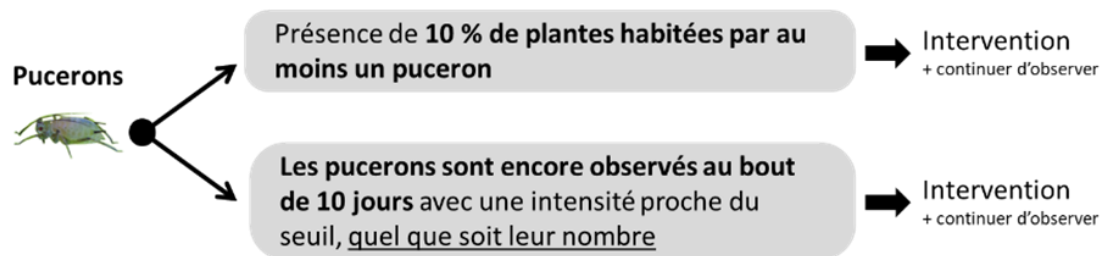 Pucerons
Présence de 10 % de plantes habitées par au
moins un puceron
Intervention
+ continuer d'observer
Les pucerons sont encore observés au bout
de 10 jours avec une intensité proche du
seuil, quel que soit leur nombre
Intervention
+ continuer d'observer